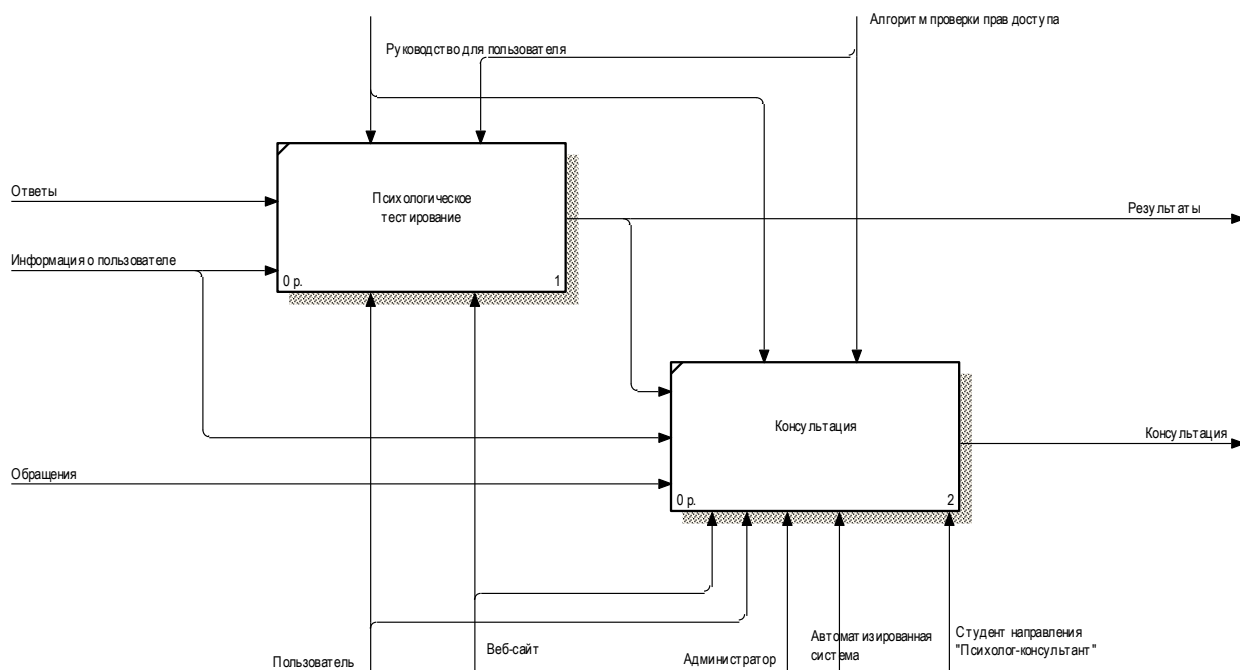 Алгоритм проверки прав доступа
Руководство для пользователя
Ответы
Психологическое
тестирование
Результаты
Информация о пользователе
0 р.
1
Консультация
Консультация
Обращения
0 р.
2
Веб-сайт
Пользователь
Администратор
Автоматизированная
система
Студент направления
"Психолог-консультант"